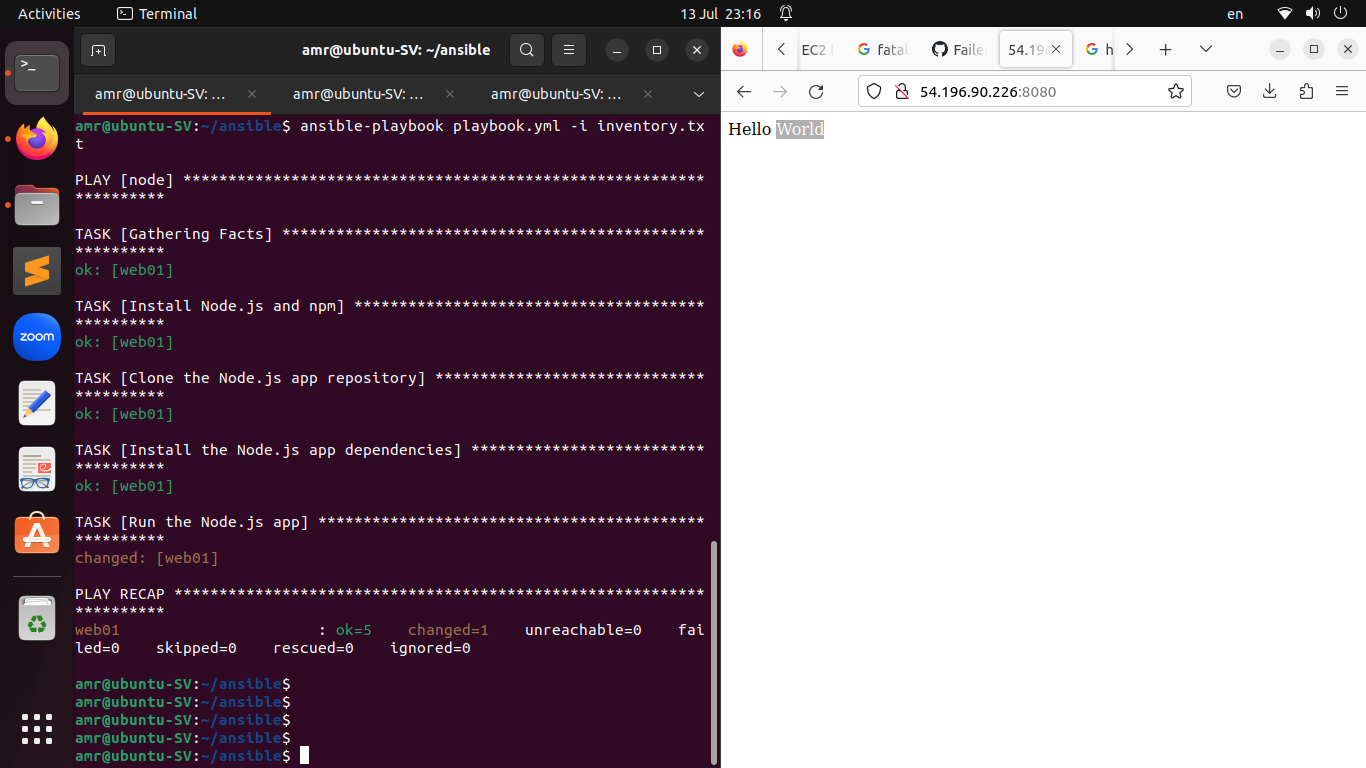 Activities
Terminal
13 Jul 23:16
en
amr@ubuntu-SV: ~/ansible
amr@ubuntu-SV: ...
amr@ubuntu-SV: ...
amr@ubuntu-SV: ...
amr@ubuntu-SV:~/ansible$ ansible-playbook playbook.yml -i inventory.tx
t
PLAY [node] **********************************************************
**********
TASK [Gathering Facts] ***********************************************
**********
ok: [web01]
TASK [Install Node.js and npm] ***************************************
**********
ok: [web01]
TASK [Clone the Node.js app repository] ******************************
**********
ok: [web01]
TASK [Install the Node.js app dependencies] **************************
**********
ok: [web01]
TASK [Run the Node.js app] *******************************************
**********
changed: [web01]
PLAY RECAP ***********************************************************
**********
web01                      : ok=5    changed=1    unreachable=0    fai
led=0    skipped=0    rescued=0    ignored=0
amr@ubuntu-SV:~/ansible$
amr@ubuntu-SV:~/ansible$
amr@ubuntu-SV:~/ansible$
amr@ubuntu-SV:~/ansible$
amr@ubuntu-SV:~/ansible$
zoom
EC2
fatal
Faile
54.196
h
54.196.90.226:8080
Hello World